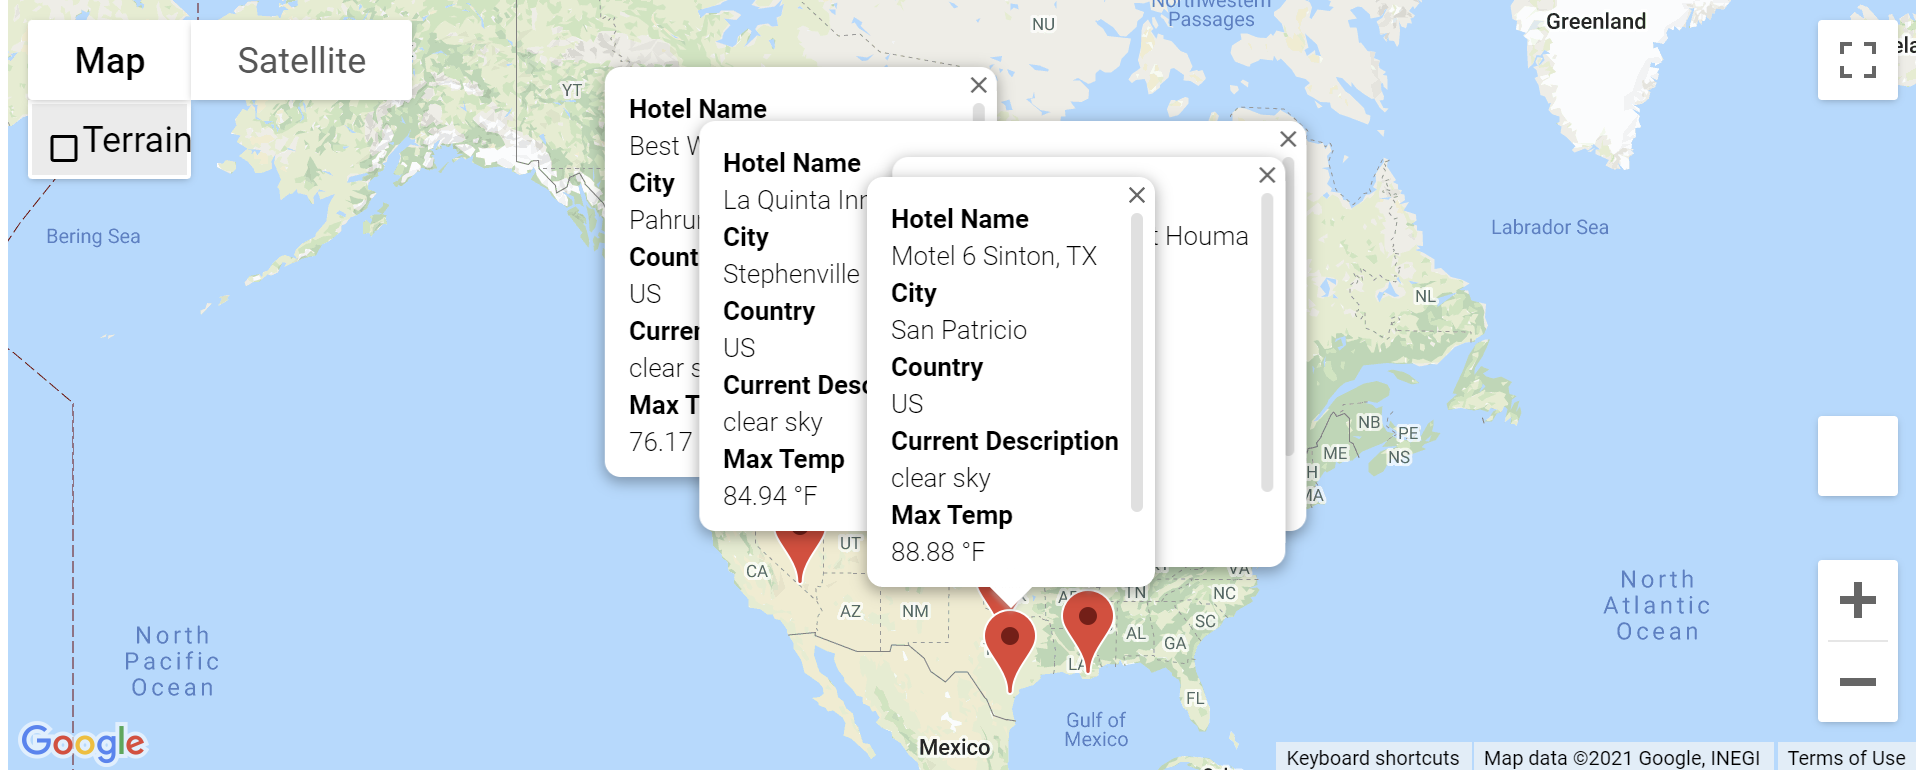 Map
Satellite
Terrain
Hotel Name
Best W
City
Pahrur
Count
US
Currer
clear s
Max T
76.17
Hotel Name
La Quinta Inn
City
Stephenville
Country
US
Current Desc
clear sky
Max Temp
84.94 °F
t Houma
Hotel Name
Motel 6 Sinton, TX
City
San Patricio
Country
US
Current Description
clear sky
Max Temp
88.88 °F
Northwestern
Passages
NU
YT
Greenland
Bering Sea
Labrador Sea
NL
NB
PE
ME
NS
MA
VA
UT
CA
AZ
NM
TN
NC
SC
AL
GA
LA
FL
North
Pacific
Ocean
North
Atlantic
Ocean
Gulf of
Mexico
Mexico
Google
Keyboard shortcuts
Map data ©2021 Google, INEGI
Terms of Use